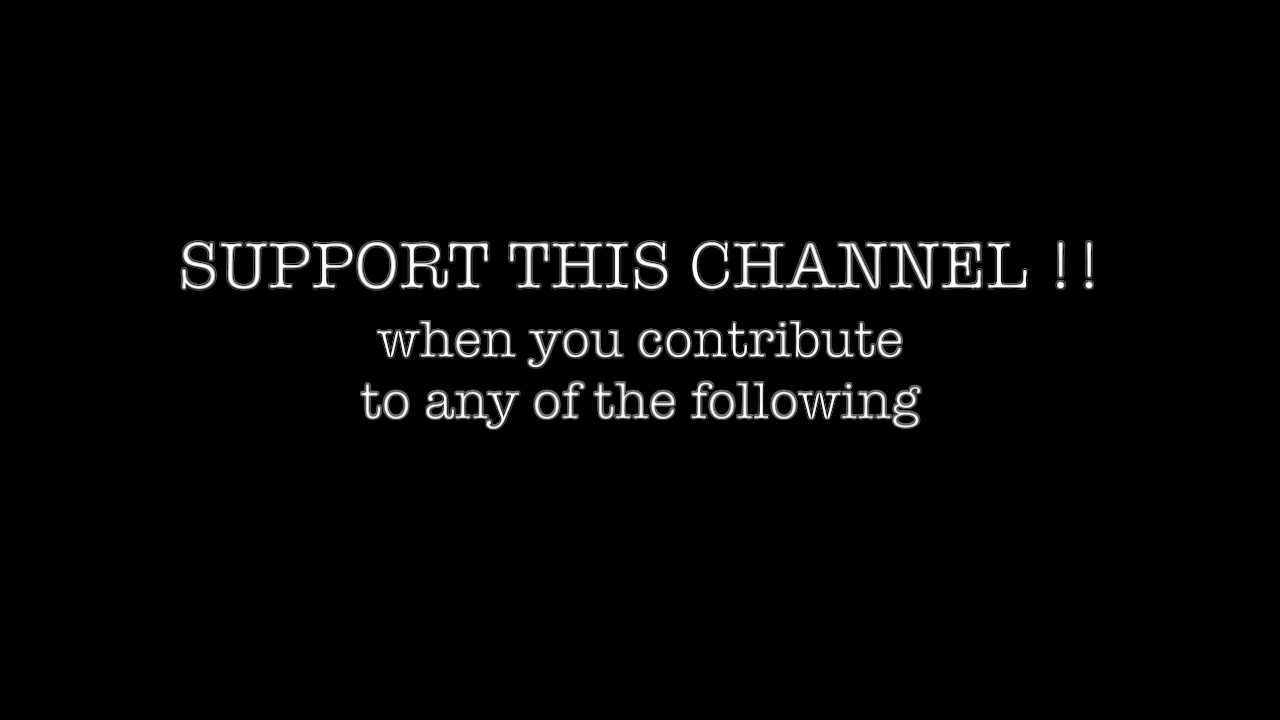 SUPPORT THIS CHANNEL !!
when you contribute
to any of the following